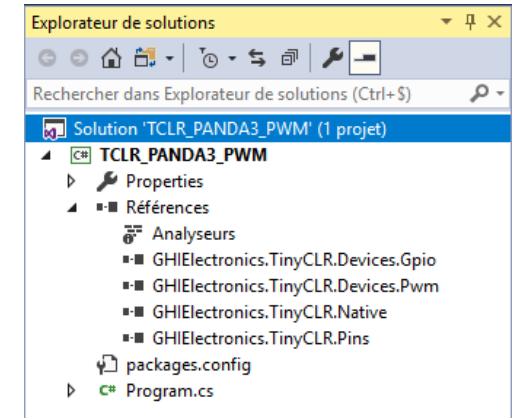 Explorateur de solutions
Rechercher dans Explorateur de solutions (Ctrl+$)
Solution 'TCLR_PANDA3_PWM' (1 projet)
C# TCLR_PANDA3_PWM
Properties
Références
Analyseurs
GHIElectronics.TinyCLR.Devices.Gpio
GHIElectronics.TinyCLR.Devices.Pwm
GHIElectronics.TinyCLR.Native
GHIElectronics.TinyCLR.Pins
packages.config
C# Program.cs